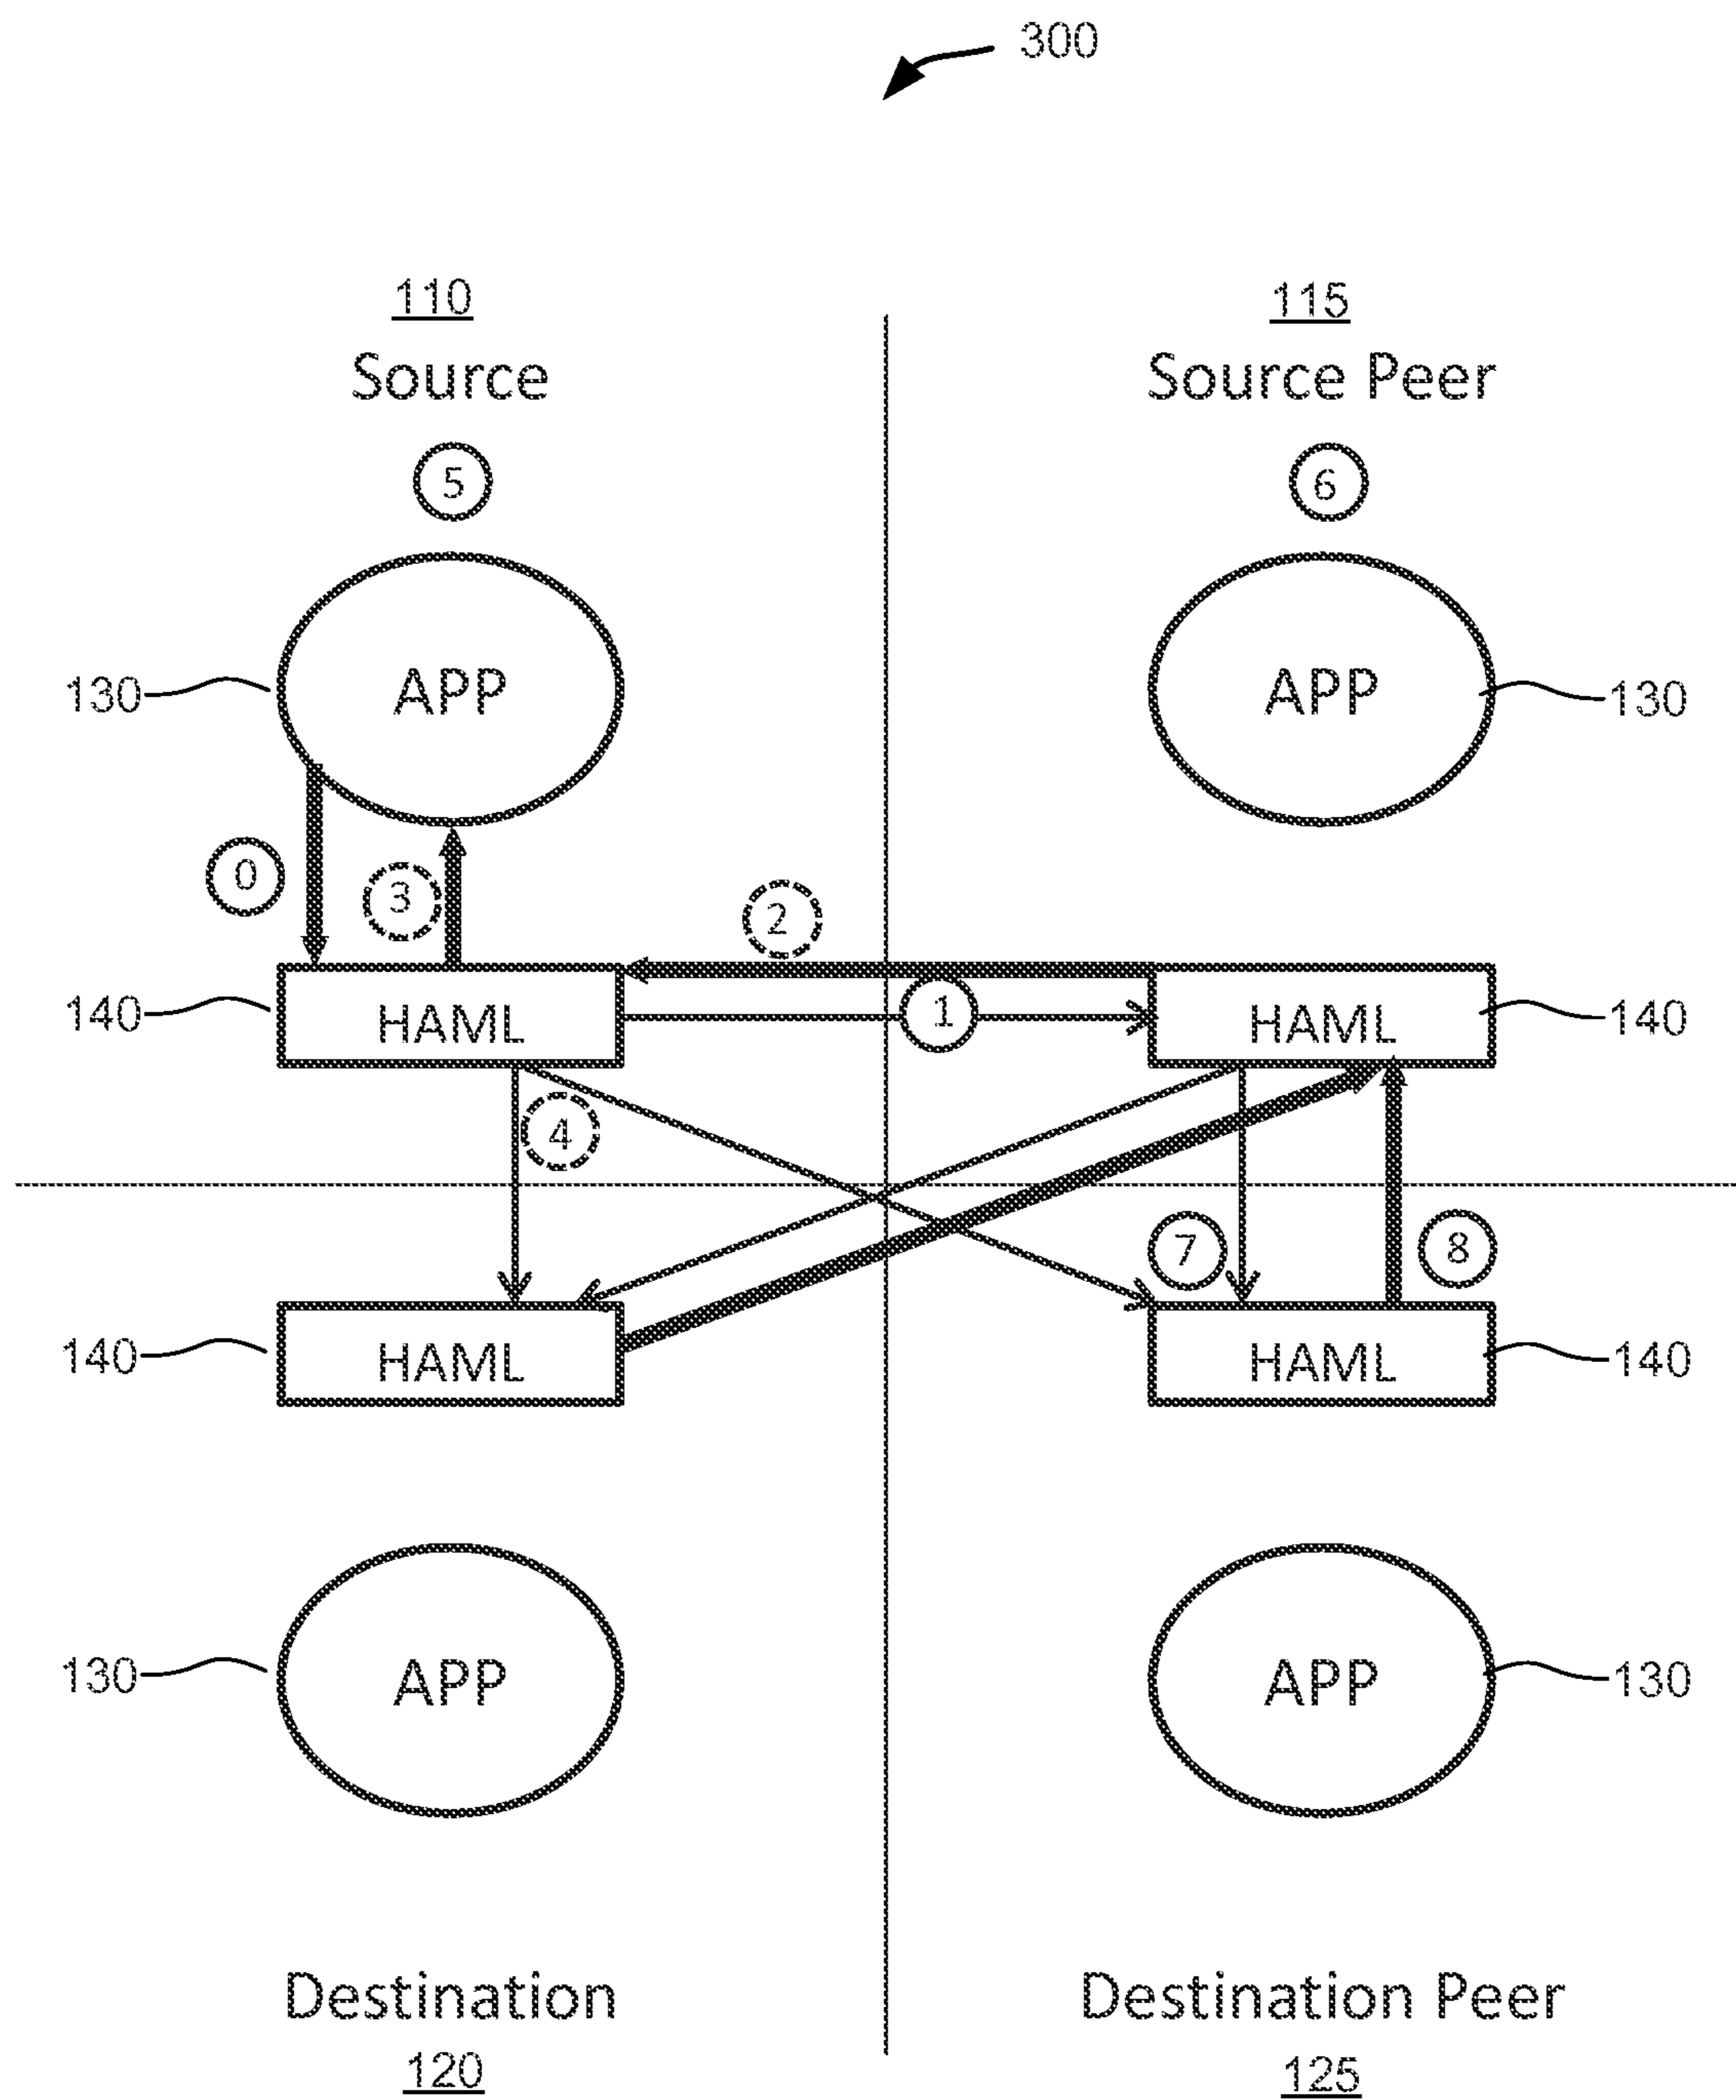 300
110 115
Source Source Peer
5 6
130 APP APP 130
0 3 2
140 HAML 1 HAML 140
4
7 8
140 HAML HAML 140
130 APP APP 130
Destination Destination Peer
120 125